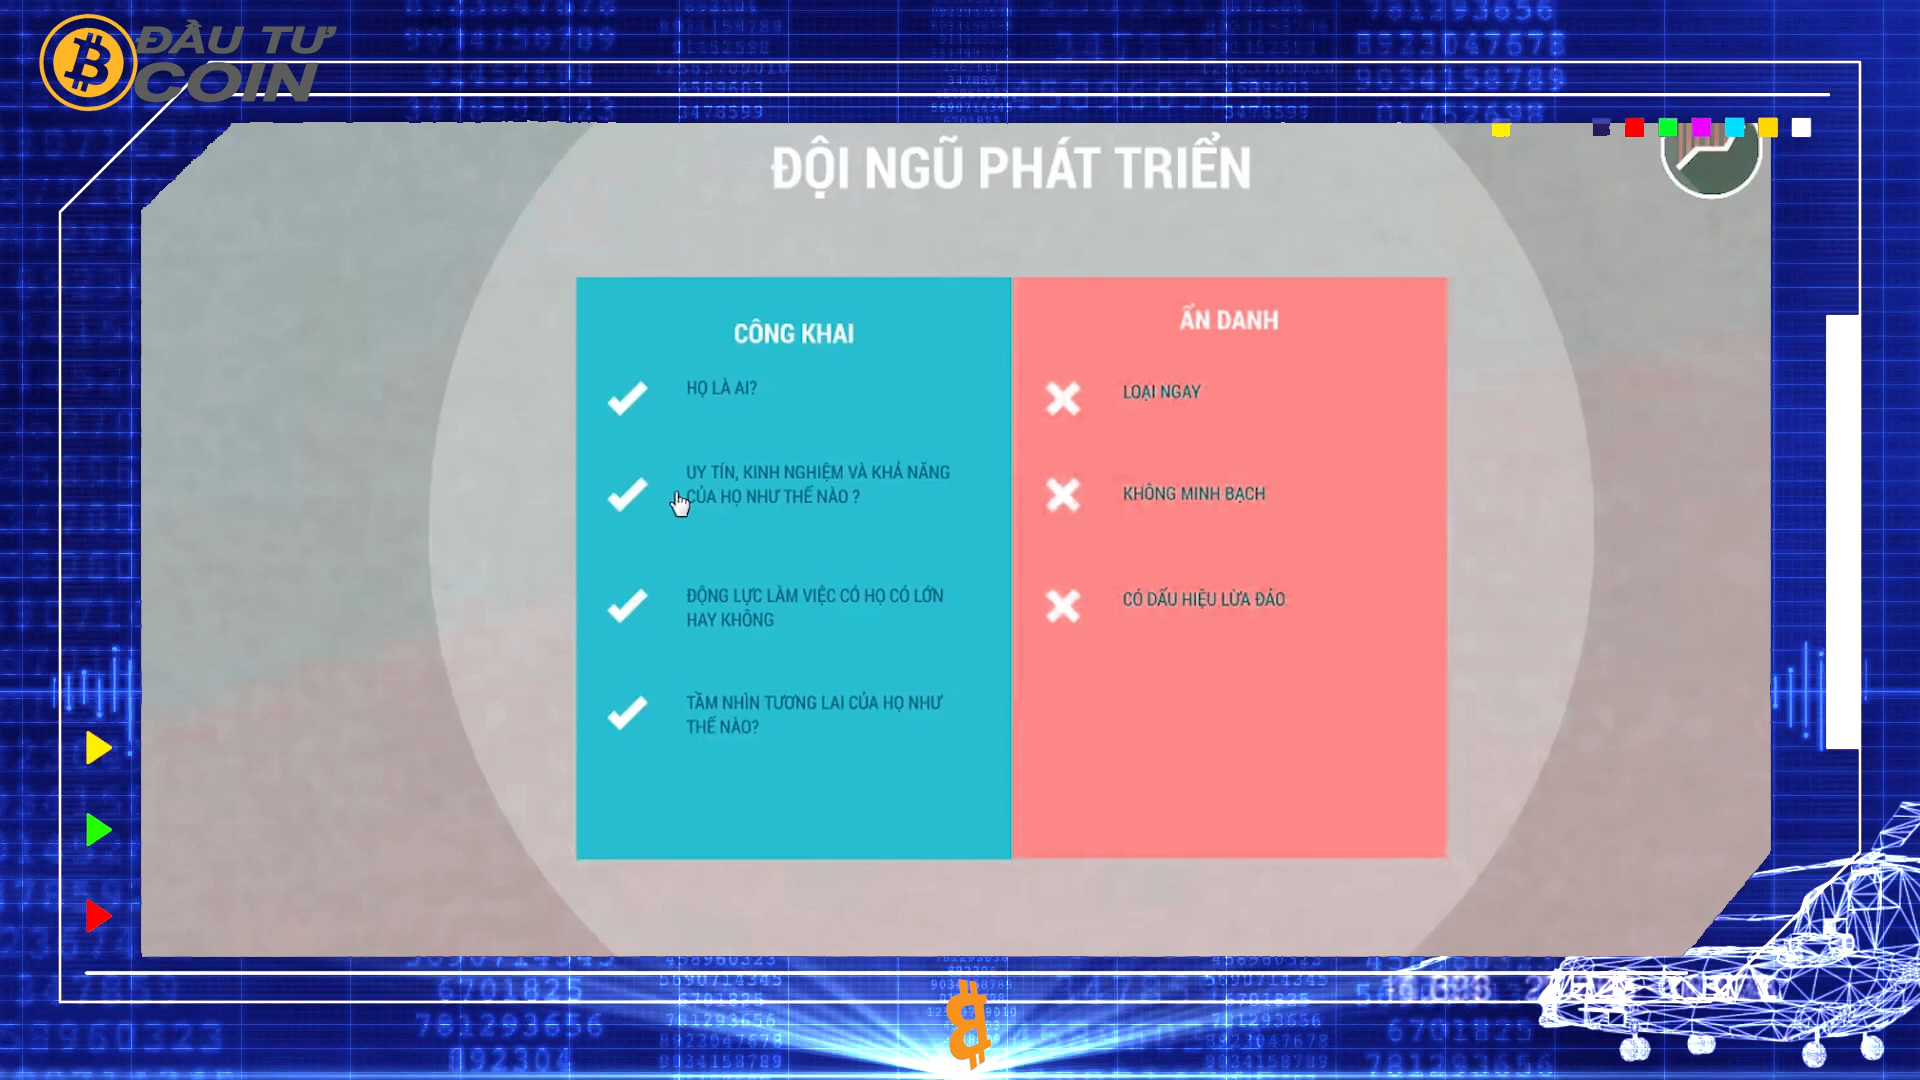 ĐẦU TƯ
COIN
ĐỘI NGŨ PHÁT TRIỂN
CÔNG KHAI
HỌ LÀ AI?
UY TÍN, KINH NGHIỆM VÀ KHẢ NĂNG
CỦA HỌ NHƯ THẾ NÀO ?
ĐỘNG LỰC LÀM VIỆC CÓ HỌ CÓ LỚN
HAY KHÔNG
TẦM NHÌN TƯƠNG LAI CỦA HỌ NHƯ
THẾ NÀO?
ẨN DANH
LOẠI NGAY
KHÔNG MINH BẠCH
CÓ DẤU HIỆU LỪA ĐẢO